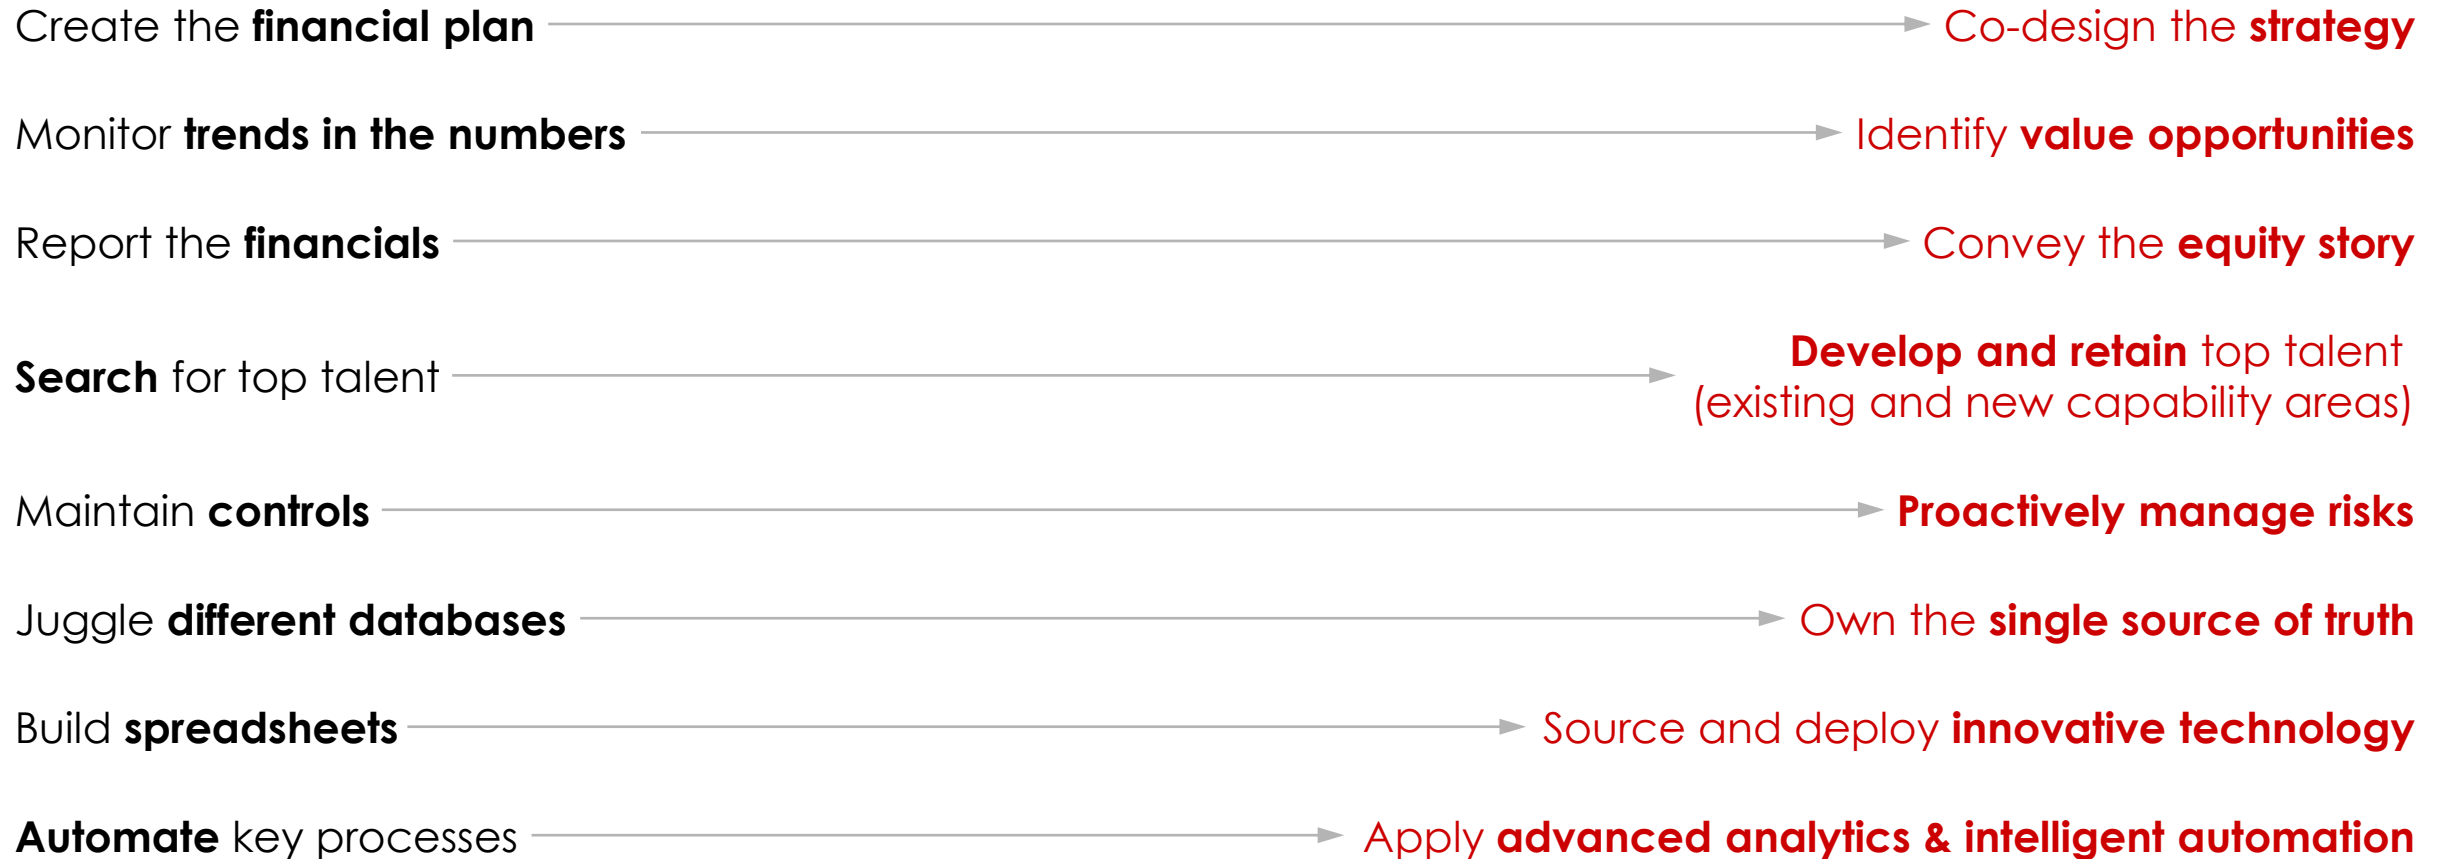 Create the financial plan Co-design the strategy
Monitor trends in the numbers Identify value opportunities
Report the financials Convey the equity story
Search for top talent Develop and retain top talent
(existing and new capability areas)
Maintain controls Proactively manage risks
Juggle different databases Own the single source of truth
Build spreadsheets Source and deploy innovative technology
Automate key processes Apply advanced analytics & intelligent automation